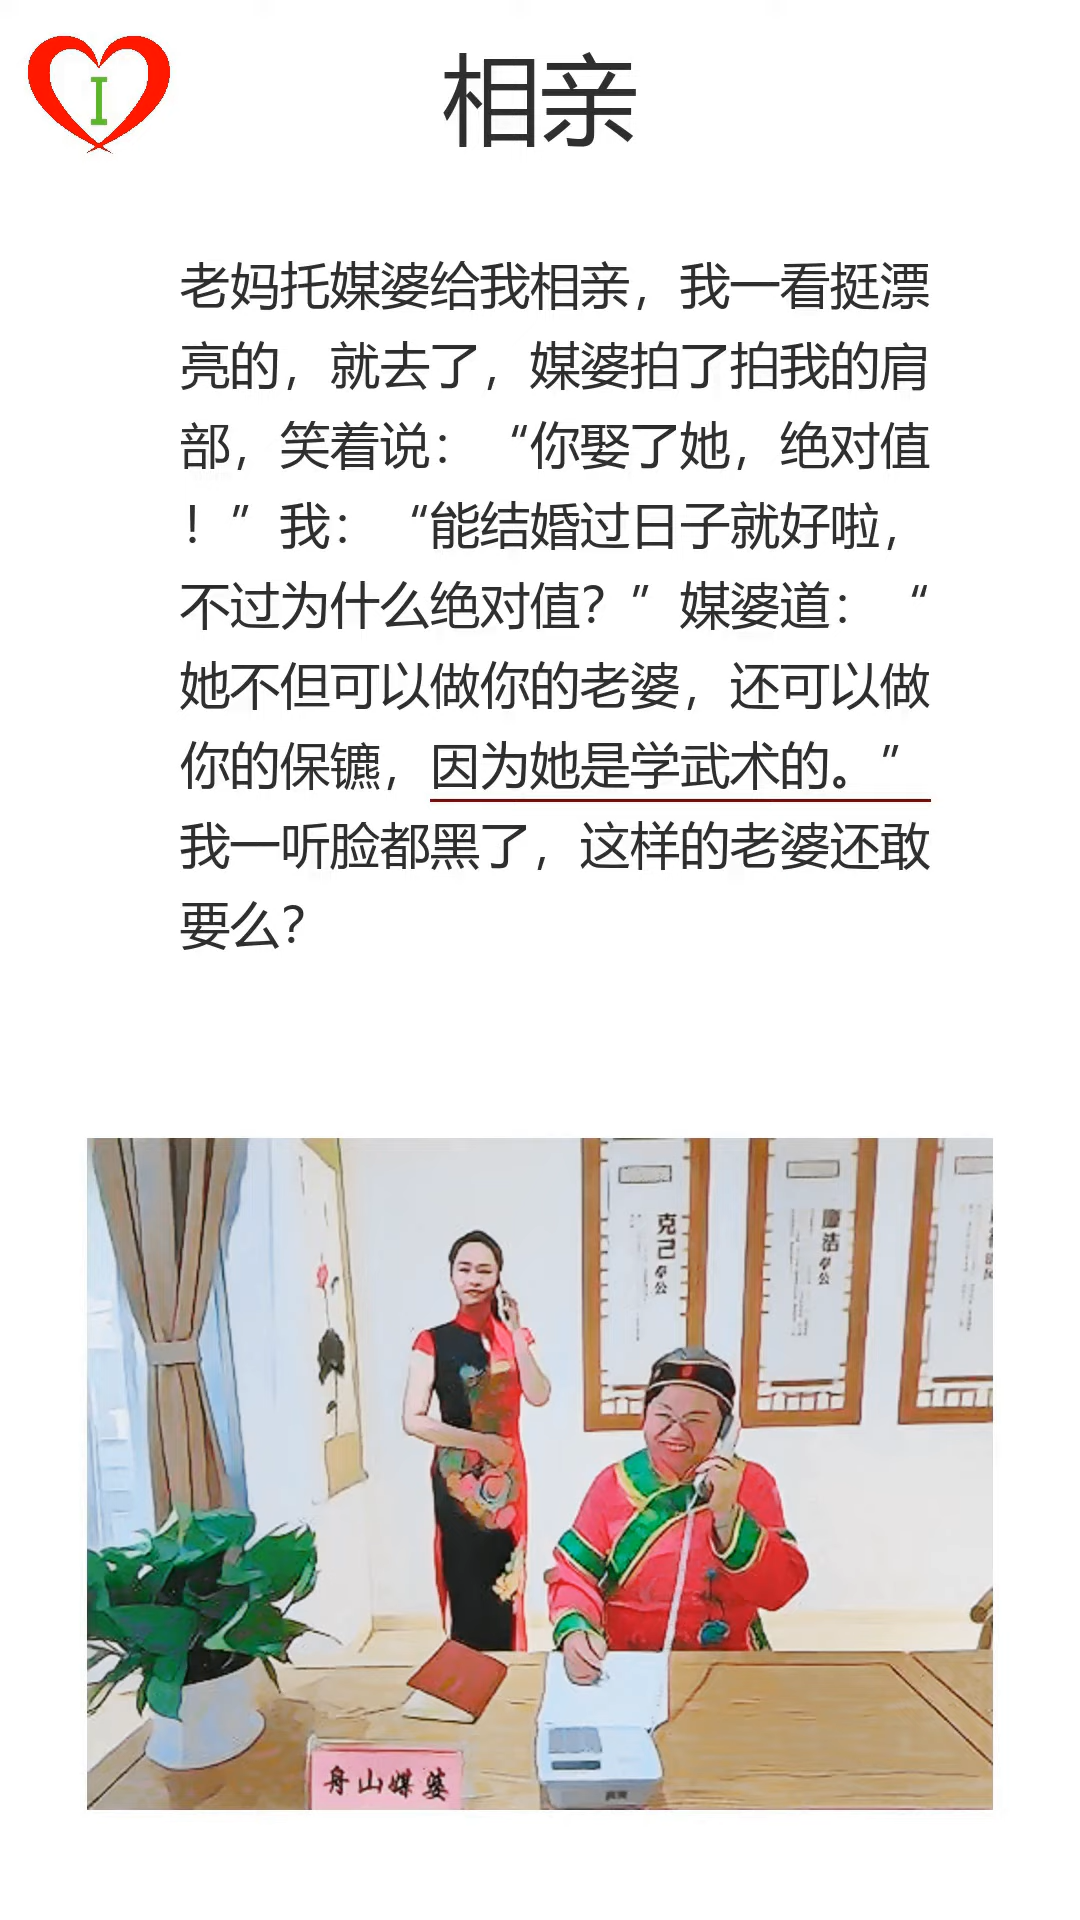 I
相亲
老妈托媒婆给我相亲，我一看挺漂
亮的，就去了，媒婆拍了拍我的肩
部，笑着说：“你娶了她，绝对值
！”我：“能结婚过日子就好啦，
不过为什么绝对值？”媒婆道：“
她不但可以做你的老婆，还可以做
你的保镳，因为她是学武术的。”
我一听脸都黑了，这样的老婆还敢
要么？
克己
奉公
廉洁
奉公
舟山媒婆